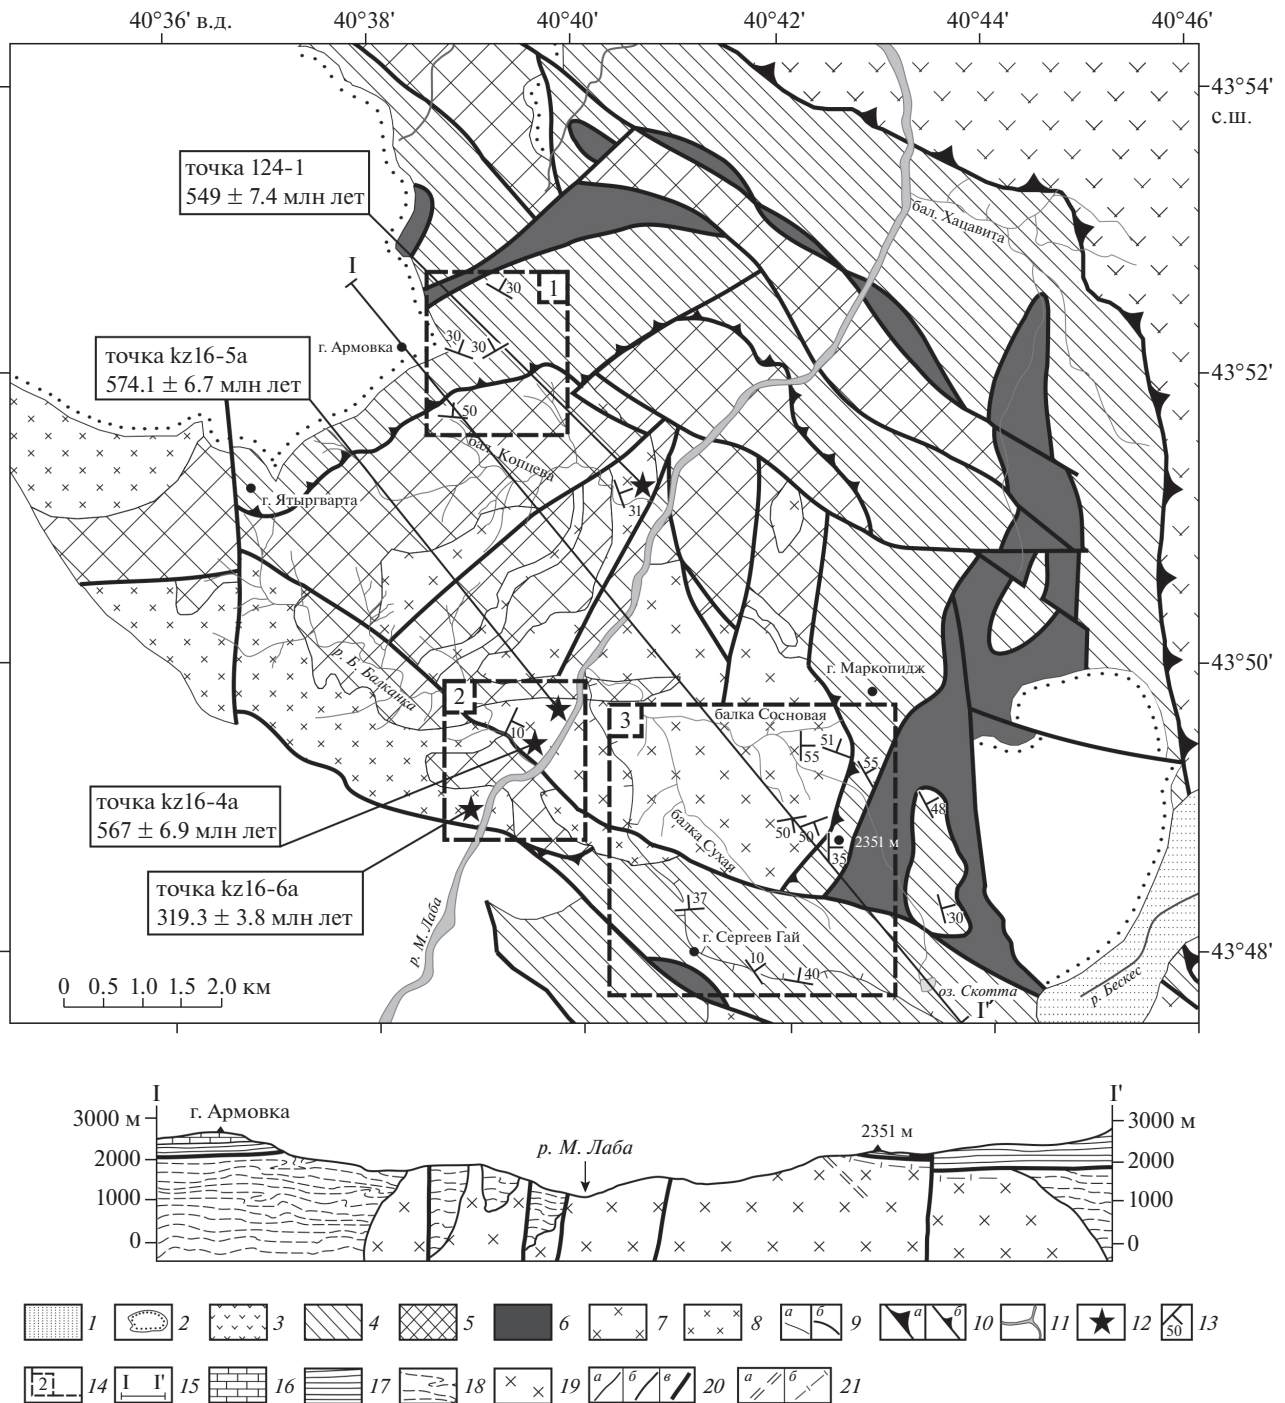 40°36' в.д.
40°38'
40°40'
40°42'
40°44'
40°46'
43°54'
с.ш.
точка 124-1
549 ± 7.4 млн лет
бал. Хацавита
I
30
1
30
30
г. Армовка
43°52'
точка kz16-5a
574.1 ± 6.7 млн лет
50
бал. Копцева
г. Ятыргварта
31
43°50'
г. Маркопидж
р. Б. Балканка
2
10
3
балка Сосновая
51
55
55
48
точка kz16-4a
567 ± 6.9 млн лет
балка Сухая
50
50
2351 м
35
точка kz16-6a
319.3 ± 3.8 млн лет
37
30
р. М. Лаба
г. Сергеев Гай
43°48'
10
40
оз. Скотта
р. Бескес
I'
0 0.5 1.0 1.5 2.0 км
I
I'
3000 м
г. Армовка
2351 м
3000 м
р. М. Лаба
2000
2000
1000
1000
0
0
1
2
3
4
5
6
7
8
а б 9
а б 10
11
12
50 13
2 14
I I' 15
16
17
18
19
а б в 20
а б 21